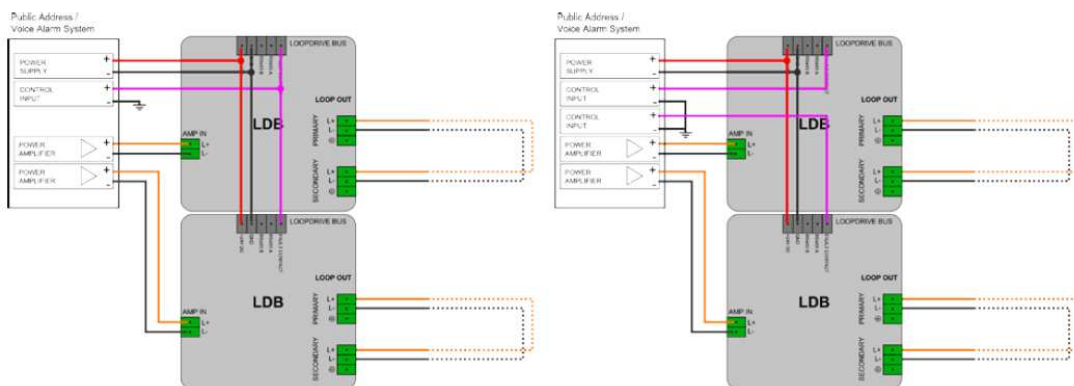 Public Address /
Voice Alarm System
POWER
SUPPLY
+
-
CONTROL
INPUT
+
-
POWER
AMPLIFIER
+
-
POWER
AMPLIFIER
+
-
LOOPDRIVE BUS
LDB
AMP IN
L+
L-
LOOP OUT
PRIMARY
L+
L-
SECONDARY
L+
L-
LOOPDRIVE BUS
LDB
AMP IN
L+
L-
LOOP OUT
PRIMARY
L+
L-
SECONDARY
L+
L-
Public Address /
Voice Alarm System
POWER
SUPPLY
+
-
CONTROL
INPUT
+
-
CONTROL
INPUT
+
-
POWER
AMPLIFIER
+
-
POWER
AMPLIFIER
+
-
LOOPDRIVE BUS
LDB
AMP IN
L+
L-
LOOP OUT
PRIMARY
L+
L-
SECONDARY
L+
L-
LOOPDRIVE BUS
LDB
AMP IN
L+
L-
LOOP OUT
PRIMARY
L+
L-
SECONDARY
L+
L-